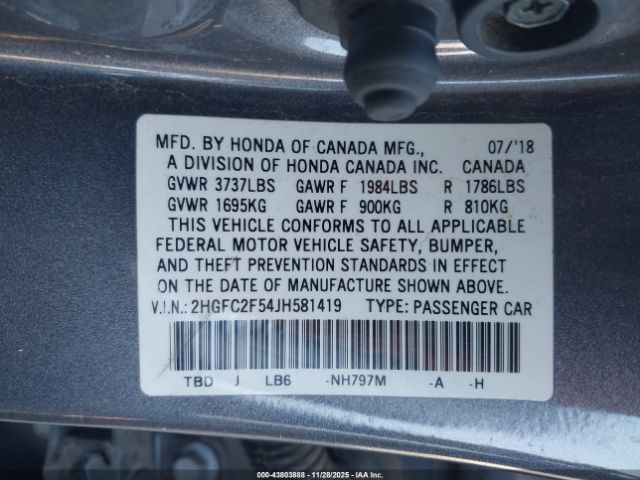 MFD. BY HONDA OF CANADA MFG., 07/'18
A DIVISION OF HONDA CANADA INC. CANADA
GVWR 3737LBS GAWR F 1984LBS R 1786LBS
GVWR 1695KG GAWR F 900KG R 810KG
THIS VEHICLE CONFORMS TO ALL APPLICABLE
FEDERAL MOTOR VEHICLE SAFETY, BUMPER,
AND THEFT PREVENTION STANDARDS IN EFFECT
ON THE DATE OF MANUFACTURE SHOWN ABOVE.
V.I.N.: 2HGFC2F54JH581419 TYPE: PASSENGER CAR
TBD J LB6 -NH797M -A -H
000-43803888 - 11/28/2025 - IAA Inc.